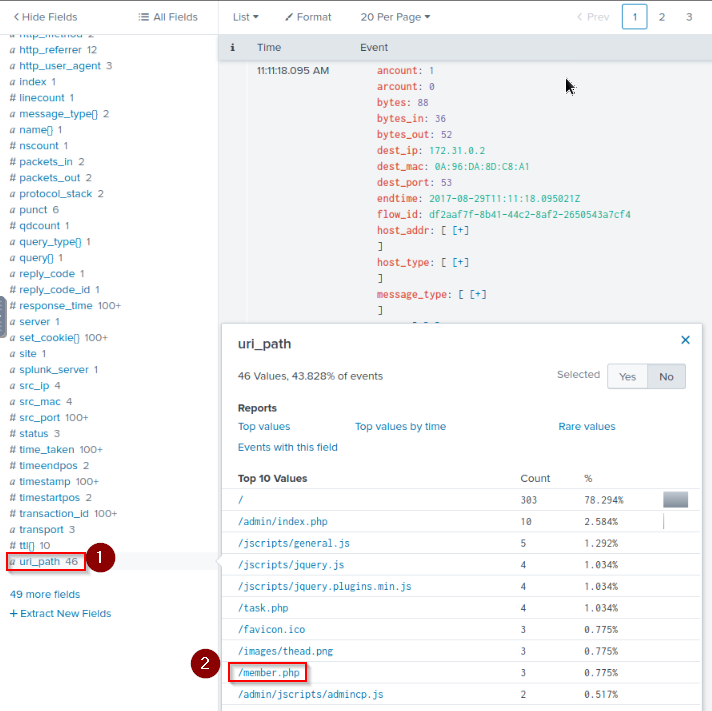 Hide Fields All Fields List Format 20 Per Page Prev 1 2 3
i Time Event
http_method 2
a http_referrer 12
a http_user_agent 3
a index 1
# linecount 1
a message_type{} 2
a name{} 1
# nscount 1
# packets_in 2
# packets_out 2
a protocol_stack 2
a punct 6
# qdcount 1
a query_type{} 2
a query{} 1
a reply_code 1
# reply_code_id 1
# response_time 100+
a server 1
a set_cookie{} 100+
a site 1
a splunk_server 1
a src_ip 4
a src_mac 4
# src_port 100+
# status 3
# time_taken 100+
# timeendpos 2
a timestamp 100+
# timestartpos 2
# transaction_id 100+
a transport 3
# ttl{} 10
a uri_path 46
1
49 more fields
+ Extract New Fields
11:11:18.095 AM
ancount: 1
arcount: 0
bytes: 88
bytes_in: 36
bytes_out: 52
dest_ip: 172.31.0.2
dest_mac: 0A:96:DA:8D:C8:A1
dest_port: 53
endtime: 2017-08-29T11:11:18.095021Z
flow_id: df2aaf7f-8b41-44c2-8af2-2650543a7cf4
host_addr: [ [+]
]
host_type: [ [+]
]
message_type: [ [+]
]
uri_path
46 Values, 43.828% of events Selected Yes No
Reports
Top values Top values by time Rare values
Events with this field
Top 10 Values Count %
/ 303 78.294%
/admin/index.php 10 2.584%
/jscripts/general.js 5 1.292%
/jscripts/jquery.js 4 1.034%
/jscripts/jquery.plugins.min.js 4 1.034%
/task.php 4 1.034%
/favicon.ico 3 0.775%
/images/thead.png 3 0.775%
2 /member.php 3 0.775%
/admin/jscripts/admincp.js 2 0.517%